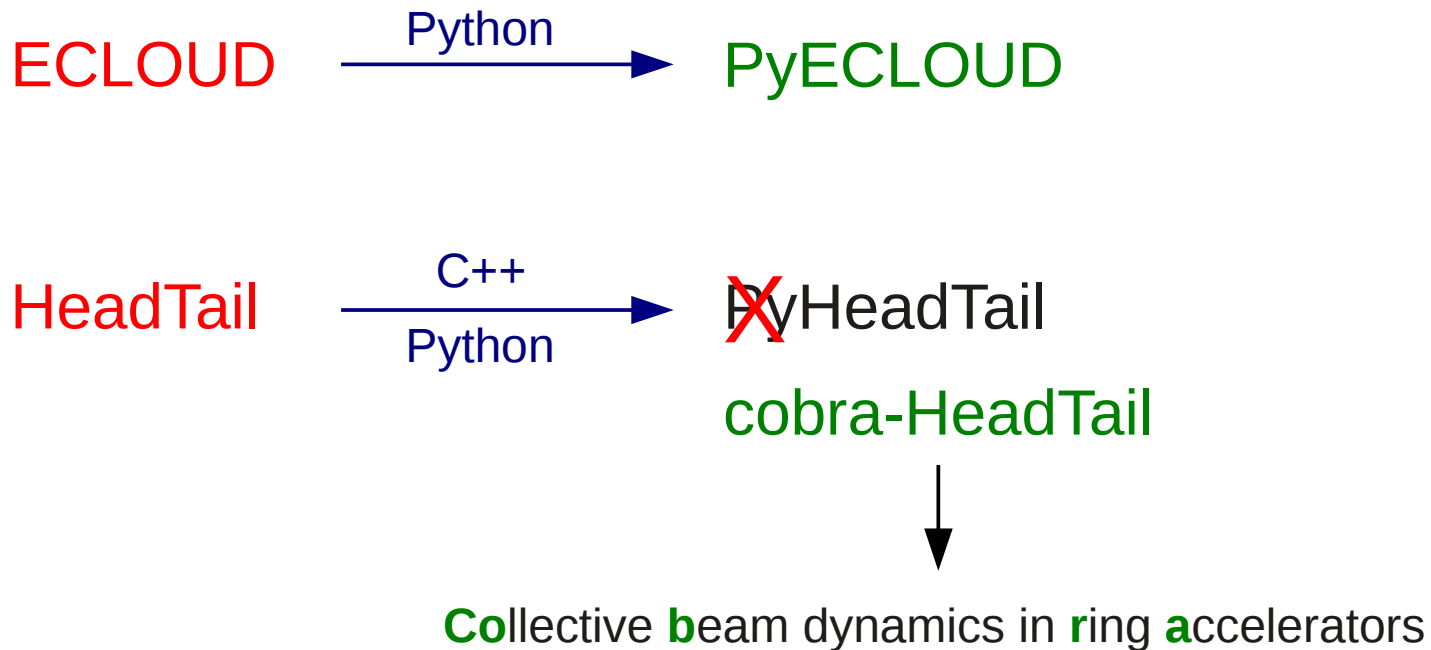 Python
ECLOUD PyECLOUD
C++
HeadTail PyHeadTail
Python
cobra-HeadTail
Collective beam dynamics in ring accelerators